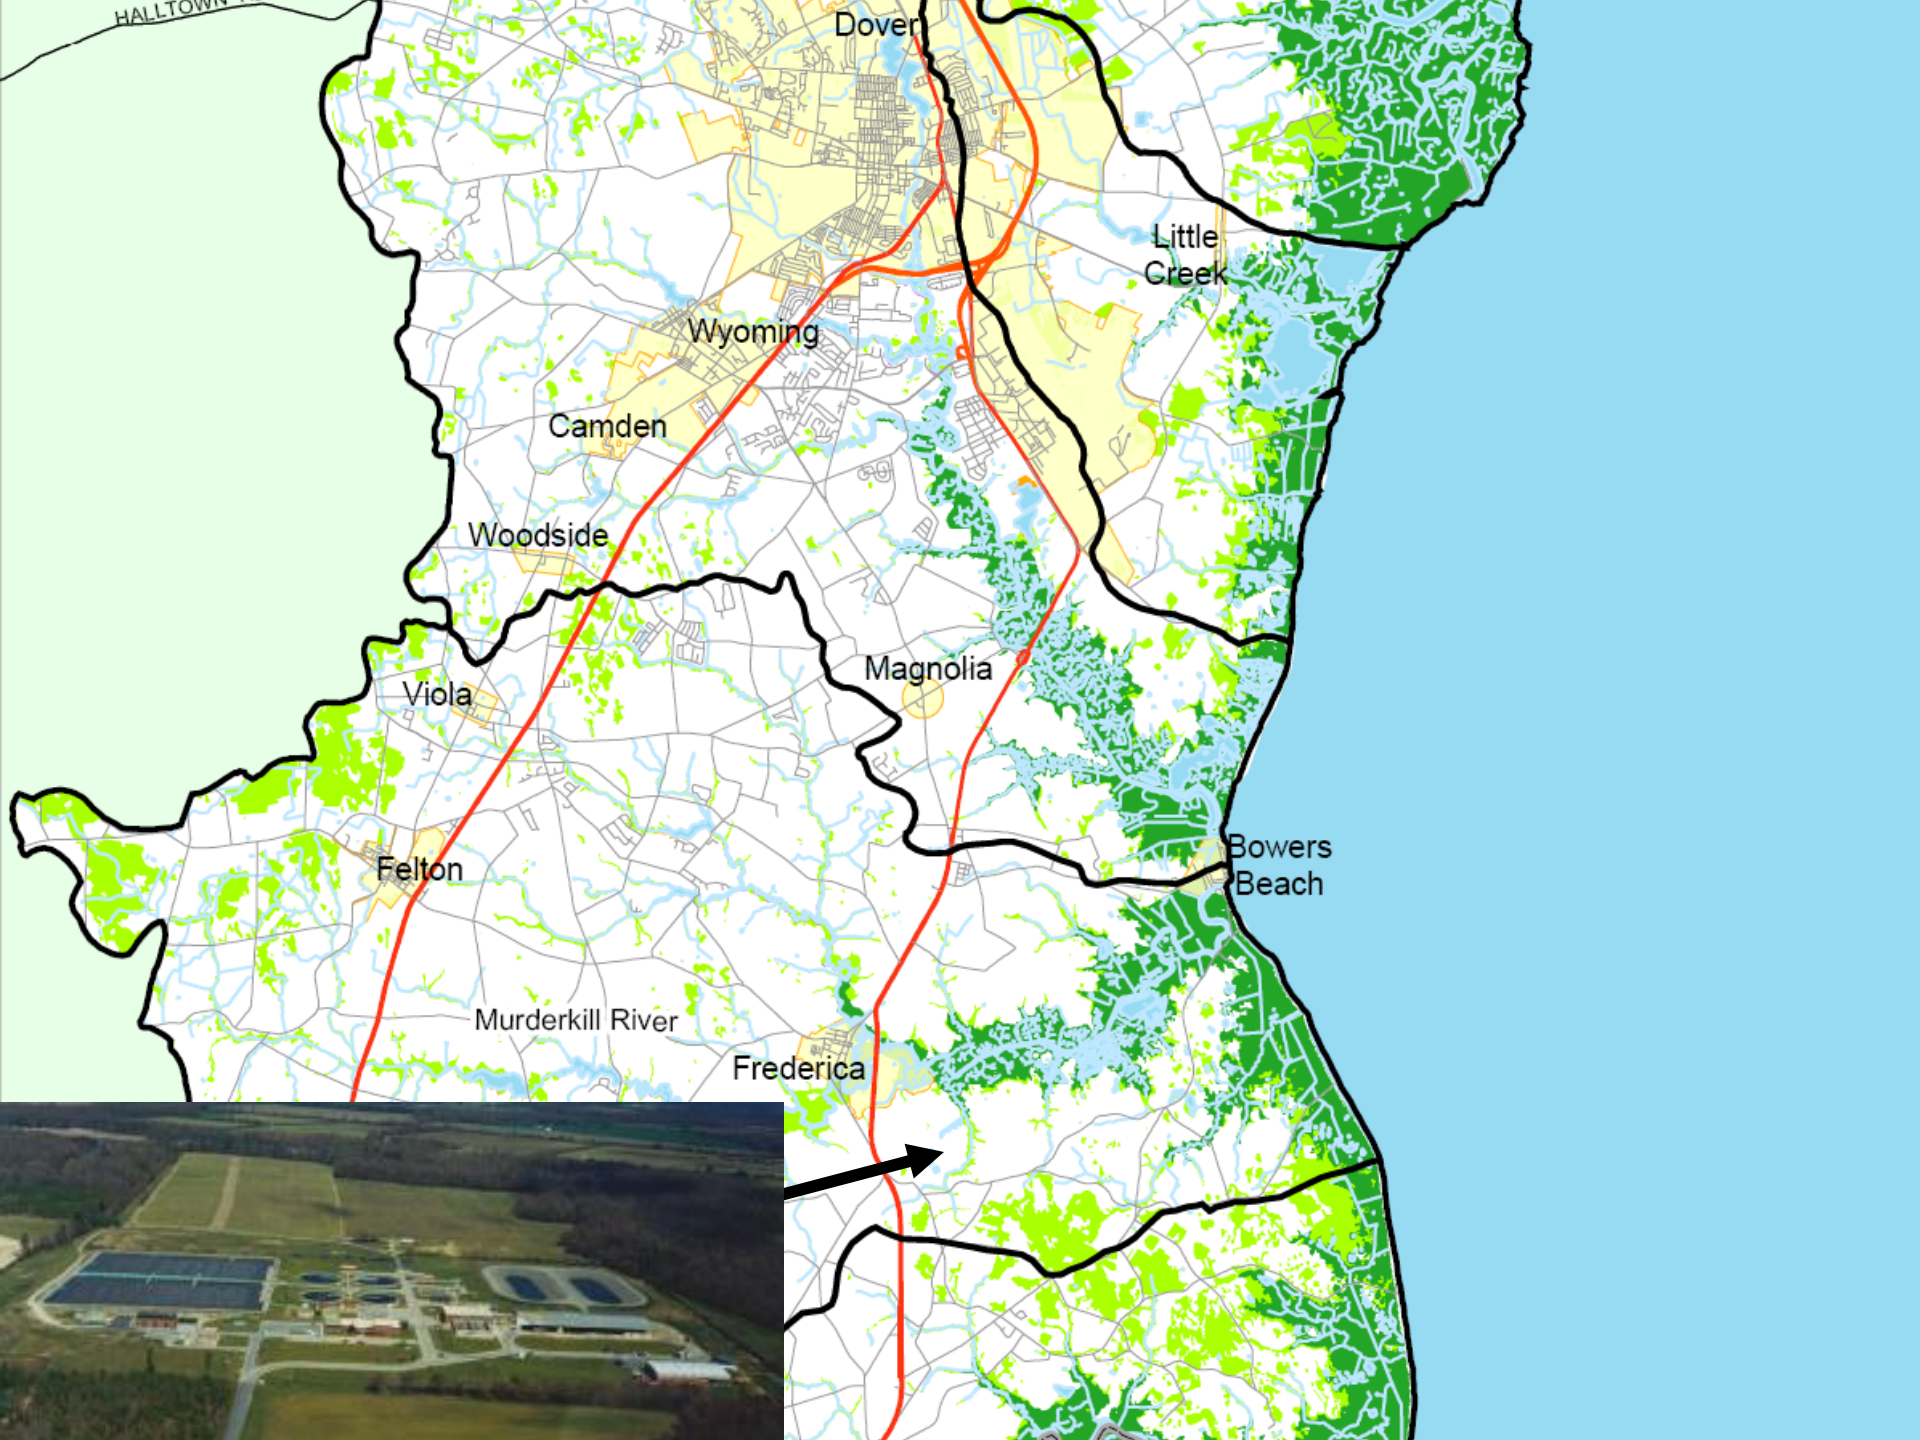 HALLTOWN
Dover
Little
Creek
Wyoming
Camden
Woodside
Magnolia
Viola
Bowers
Beach
Felton
Murderkill River
Frederica